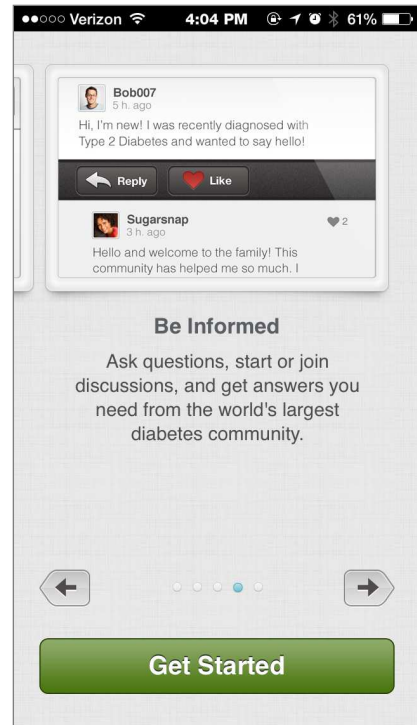 Verizon 4:04 PM 61%
Bob007
5 h. ago
Hi, I'm new! I was recently diagnosed with
Type 2 Diabetes and wanted to say hello!
Reply Like
Sugarsnap 2
3 h. ago
Hello and welcome to the family! This
community has helped me so much. I
Be Informed
Ask questions, start or join
discussions, and get answers you
need from the world's largest
diabetes community.
Get Started